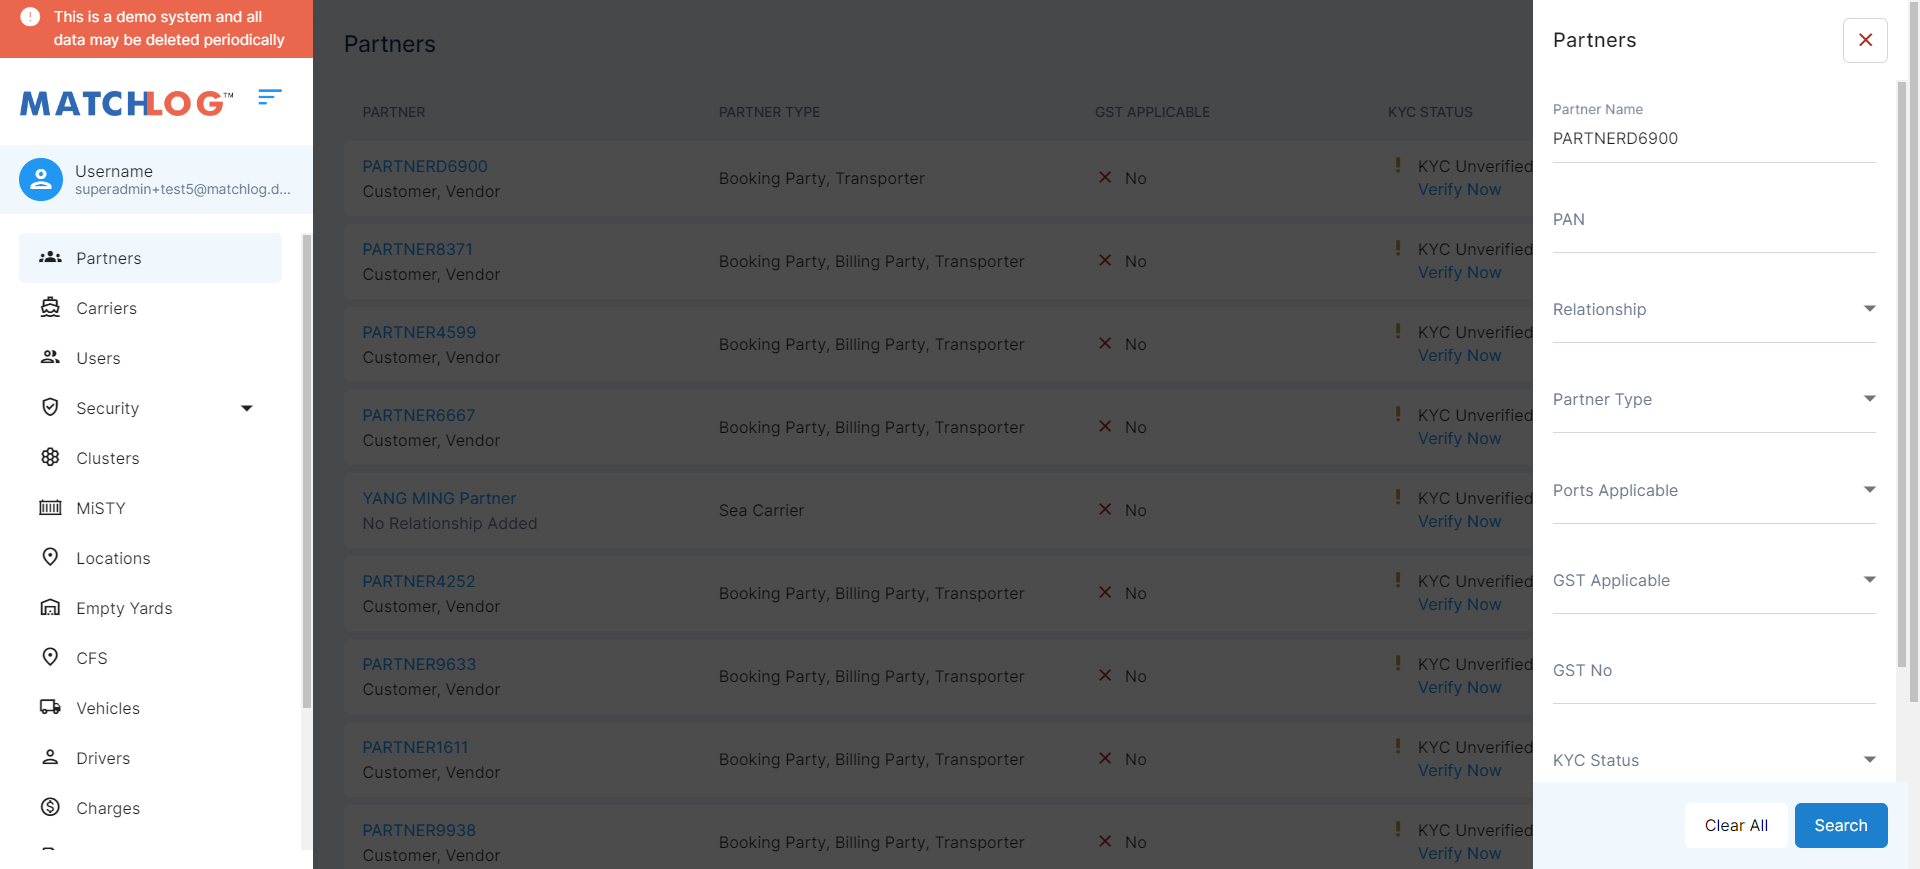 This is a demo system and all
data may be deleted periodically
MATCHLOG™
Username
superadmin+test5@matchlog.d...
Partners
Carriers
Users
Security
Clusters
MiSTY
Locations
Empty Yards
CFS
Vehicles
Drivers
Charges
Partners
PARTNER PARTNER TYPE GST APPLICABLE KYC STATUS
PARTNERD6900
Customer, Vendor
Booking Party, Transporter
No
KYC Unverified
Verify Now
PARTNER8371
Customer, Vendor
Booking Party, Billing Party, Transporter
No
KYC Unverified
Verify Now
PARTNER4599
Customer, Vendor
Booking Party, Billing Party, Transporter
No
KYC Unverified
Verify Now
PARTNER6667
Customer, Vendor
Booking Party, Billing Party, Transporter
No
KYC Unverified
Verify Now
YANG MING Partner
No Relationship Added
Sea Carrier
No
KYC Unverified
Verify Now
PARTNER4252
Customer, Vendor
Booking Party, Billing Party, Transporter
No
KYC Unverified
Verify Now
PARTNER9633
Customer, Vendor
Booking Party, Billing Party, Transporter
No
KYC Unverified
Verify Now
PARTNER1611
Customer, Vendor
Booking Party, Billing Party, Transporter
No
KYC Unverified
Verify Now
PARTNER9938
Customer, Vendor
Booking Party, Billing Party, Transporter
No
KYC Unverified
Verify Now
Partners
Partner Name
PARTNERD6900
PAN
Relationship
Partner Type
Ports Applicable
GST Applicable
GST No
KYC Status
Clear All
Search